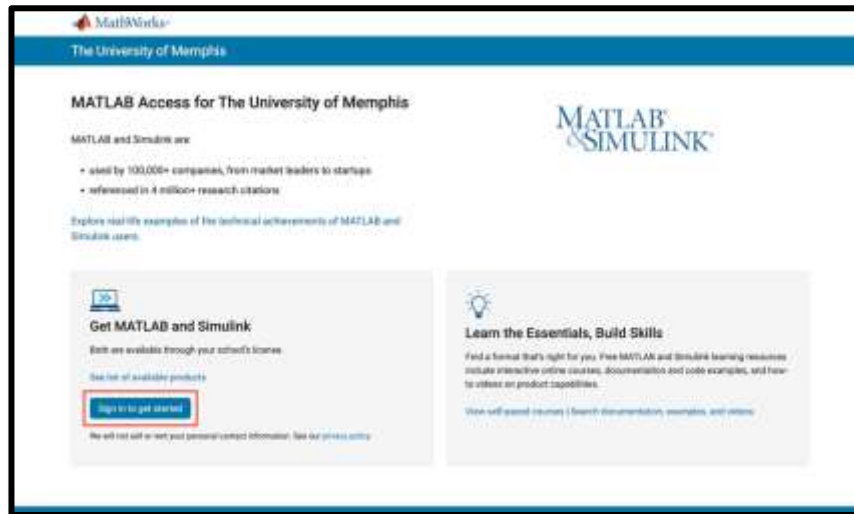 MathWorks®
The University of Memphis
MATLAB Access for The University of Memphis
MATLAB and Simulink are
• used by 100,000+ companies, from market leaders to startups
• referenced in 4 million+ research citations
Explore real-life examples of the technical achievements of MATLAB and
Simulink users.
MATLAB®
&SIMULINK®
Get MATLAB and Simulink
Both are available through your school's license.
See list of available products
Sign in to get started
We will not sell or rent your personal contact information. See our privacy policy.
Learn the Essentials, Build Skills
Find a format that's right for you. Free MATLAB and Simulink learning resources
include interactive online courses, documentation and code examples, and how-
to videos on product capabilities.
View self-paced courses | Search documentation, examples, and videos